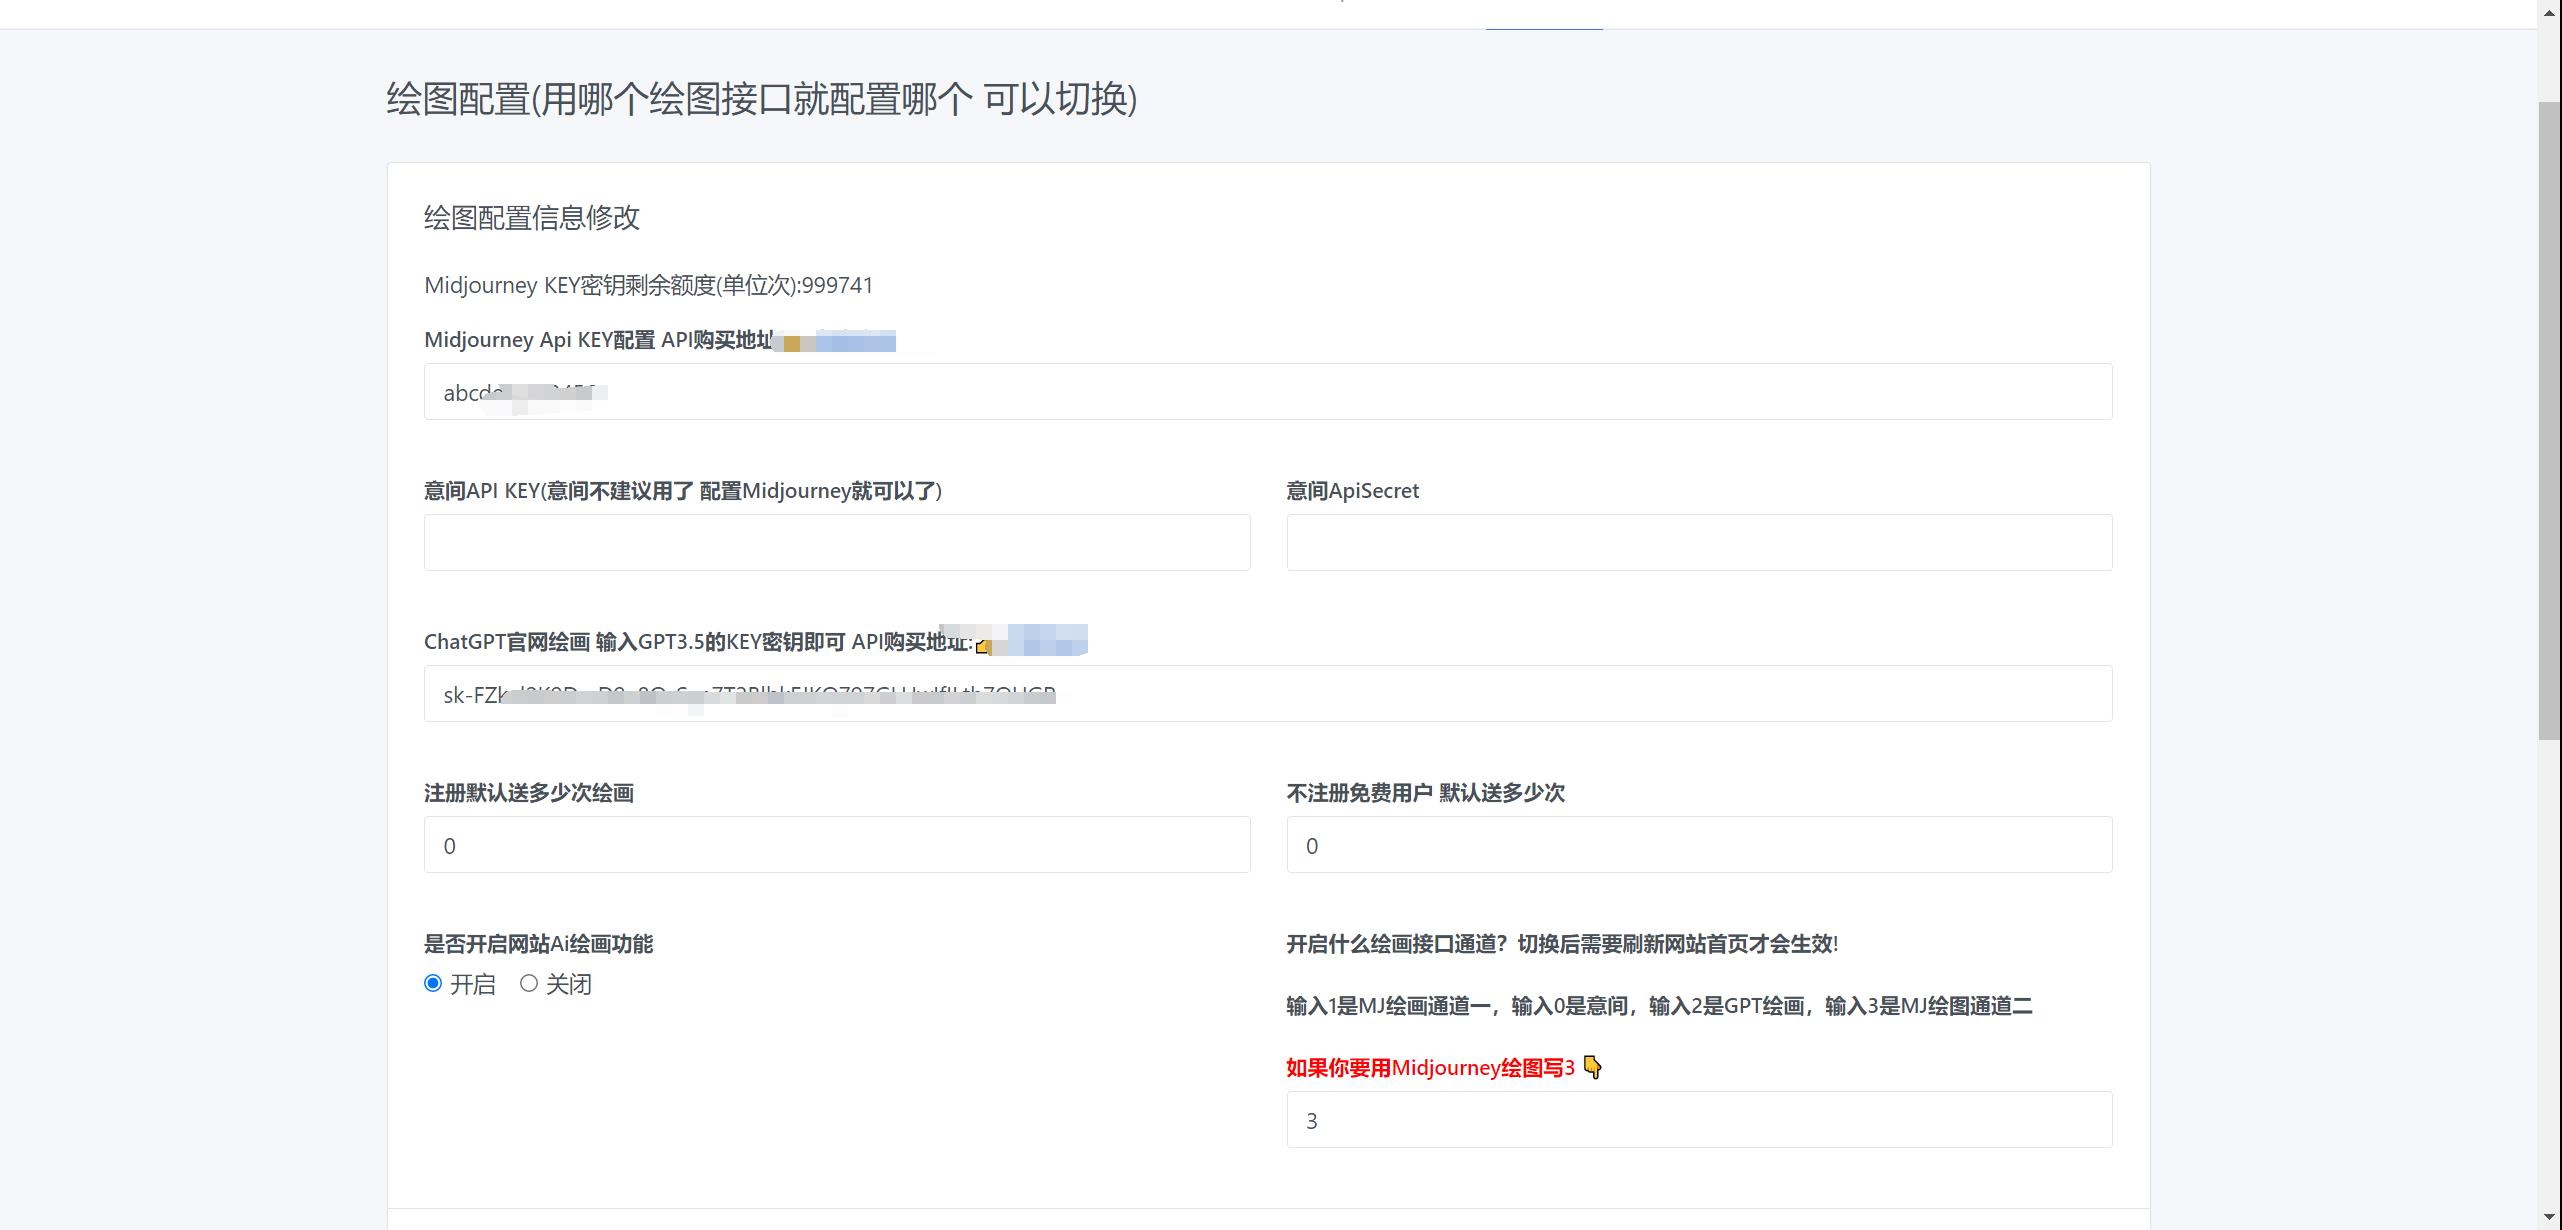 绘图配置(用哪个绘图接口就配置哪个 可以切换)
绘图配置信息修改
Midjourney KEY密钥剩余额度(单位次):999741
Midjourney Api KEY配置 API购买地址
abcd
意间API KEY(意间不建议用了 配置Midjourney就可以了)
意间ApiSecret
ChatGPT官网绘画 输入GPT3.5的KEY密钥即可 API购买地址:
sk-FZ
注册默认送多少次绘画
不注册免费用户 默认送多少次
0
0
是否开启网站Ai绘画功能
开启 关闭
开启什么绘画接口通道？切换后需要刷新网站首页才会生效!
输入1是MJ绘画通道一，输入0是意间，输入2是GPT绘画，输入3是MJ绘图通道二
如果你要用Midjourney绘图写3 👇
3